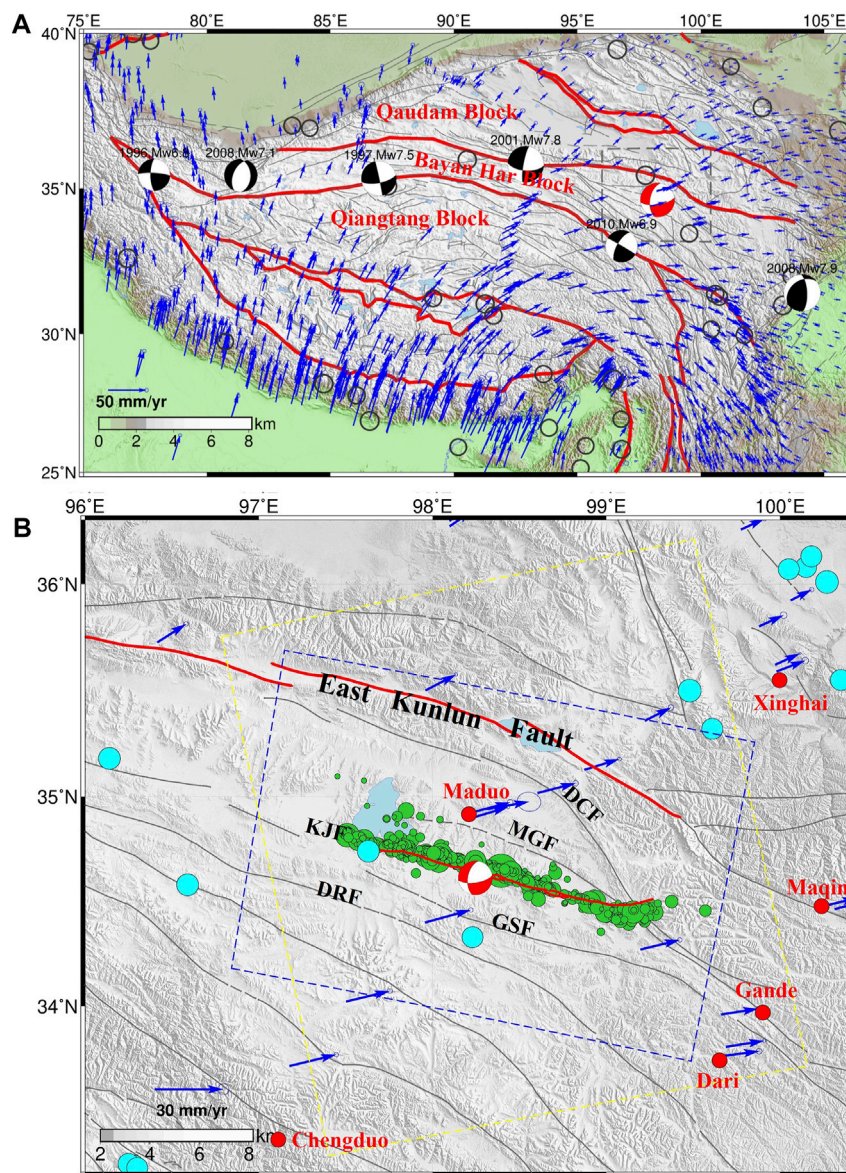 A
75°E 80°E 85°E 90°E 95°E 100°E 105°E
40°N
Qaudam Block
2001,Mw7.8
1996,Mw6.8 2008,Mw7.1 1997,Mw7.5
Bayan Har Block
35°N
Qiangtang Block
2010,Mw6.9
2008,Mw7.9
30°N
50 mm/yr
km
0 2 4 6 8
25°N
B
96°E 97°E 98°E 99°E 100°E
36°N
East Kunlun Fault
Xinghai
35°N
Maduo
DCF
KJF
MGF
Maqin
DRF
GSF
34°N
Gande
Dari
30 mm/yr
Chengduo
km
2 4 6 8